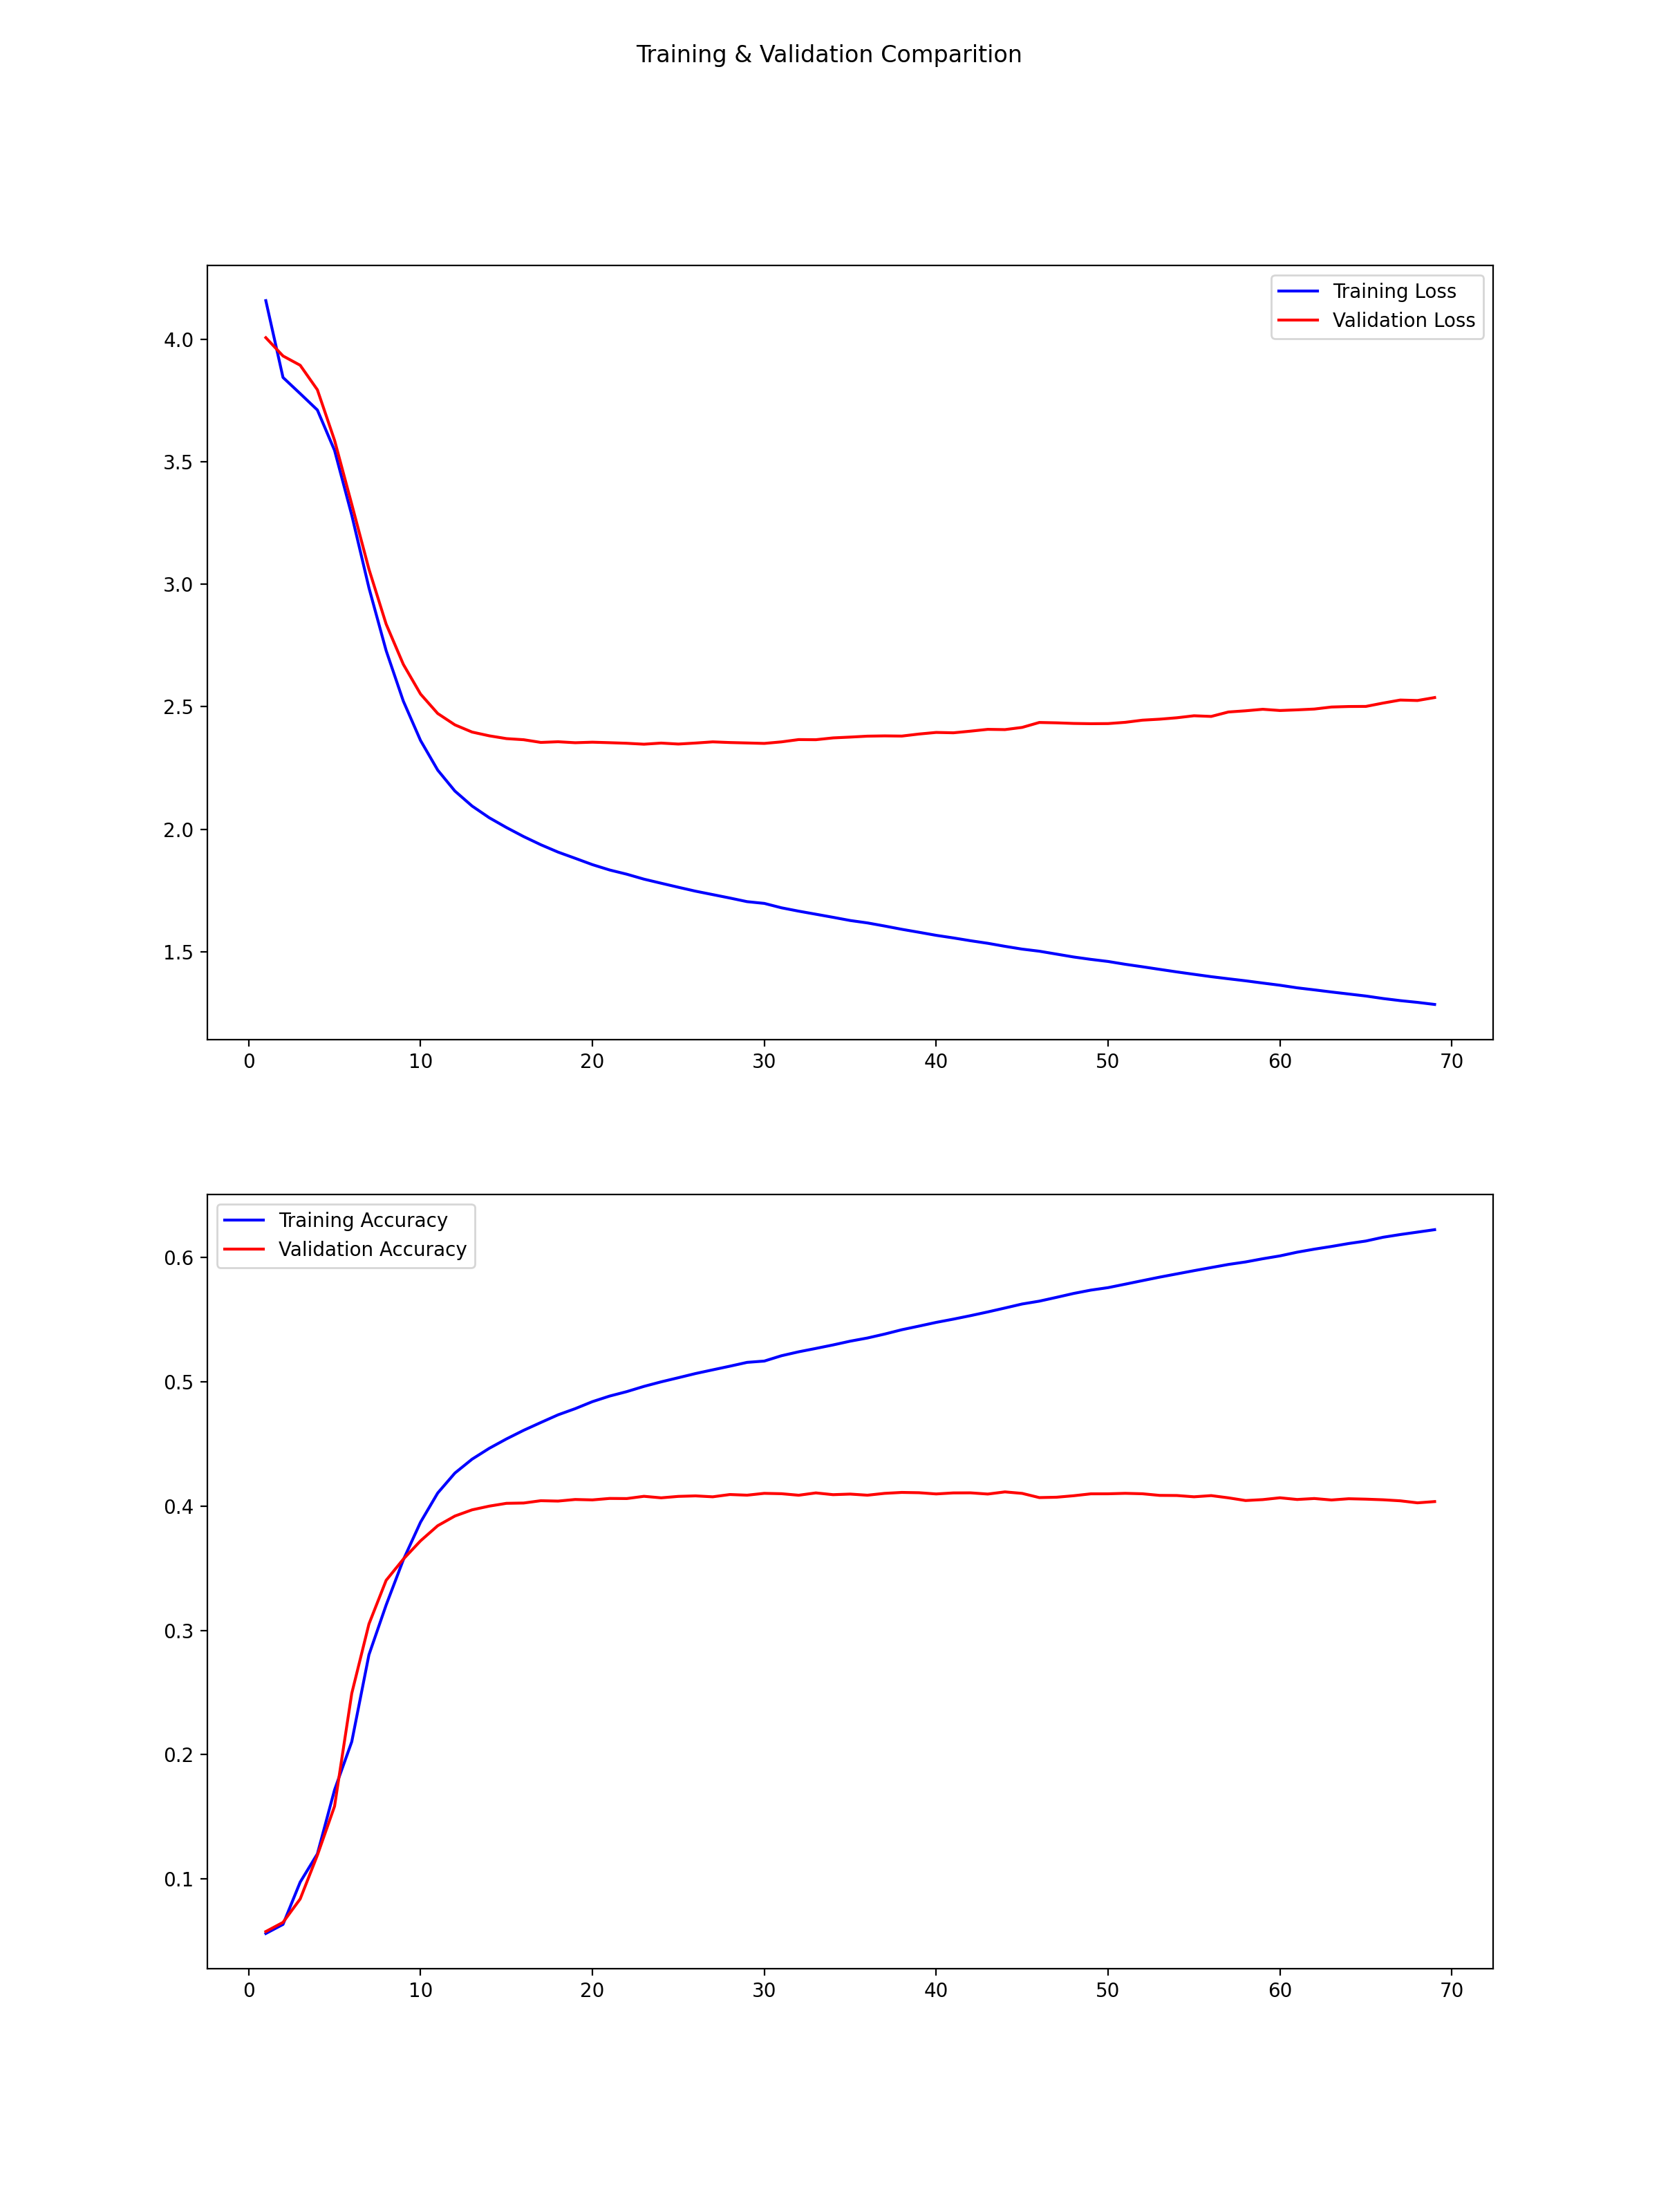 Training & Validation Comparition
Training Loss
Validation Loss
4.0
3.5
3.0
2.5
2.0
1.5
0 10 20 30 40 50 60 70
Training Accuracy
Validation Accuracy
0.6
0.5
0.4
0.3
0.2
0.1
0 10 20 30 40 50 60 70